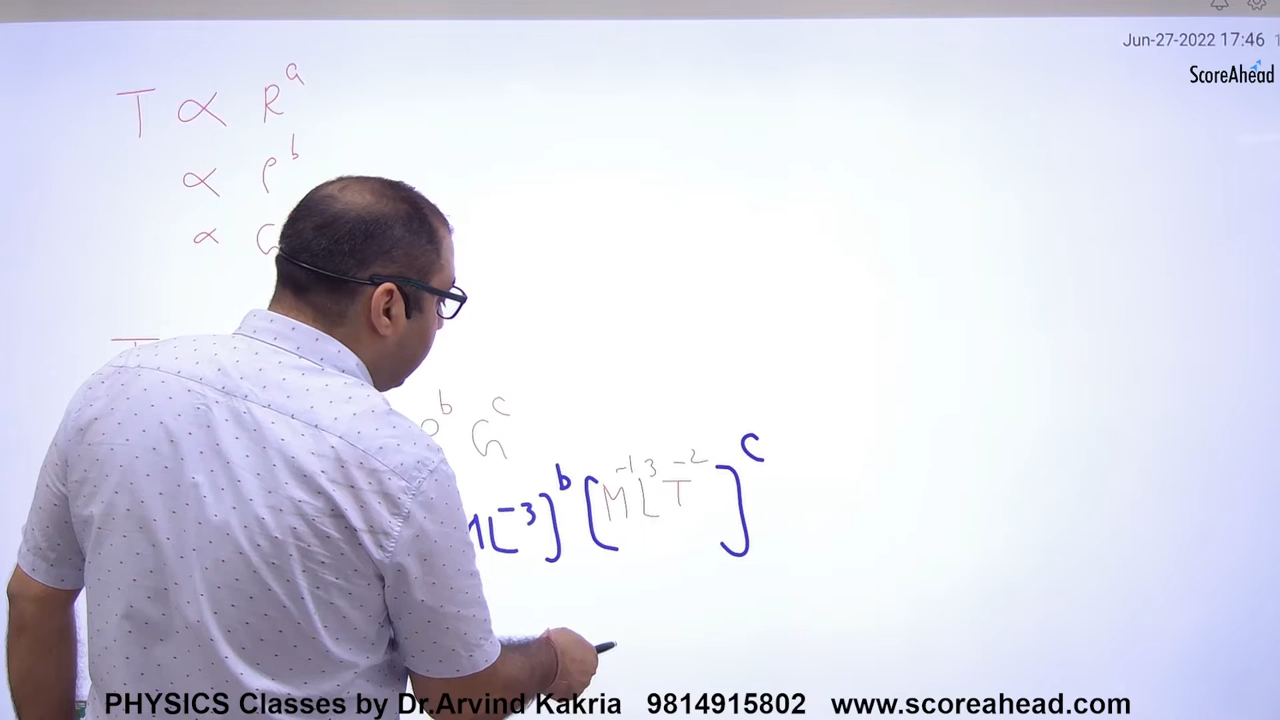 Jun-27-2022 17:46
ScoreAhead
T ∝ R^a
∝ ρ^b
∝ G
T
ρ^b G^c
ML^-3]^b [M^-1 L^3 T^-2]^c
PHYSICS Classes by Dr.Arvind Kakria 9814915802 www.scoreahead.com